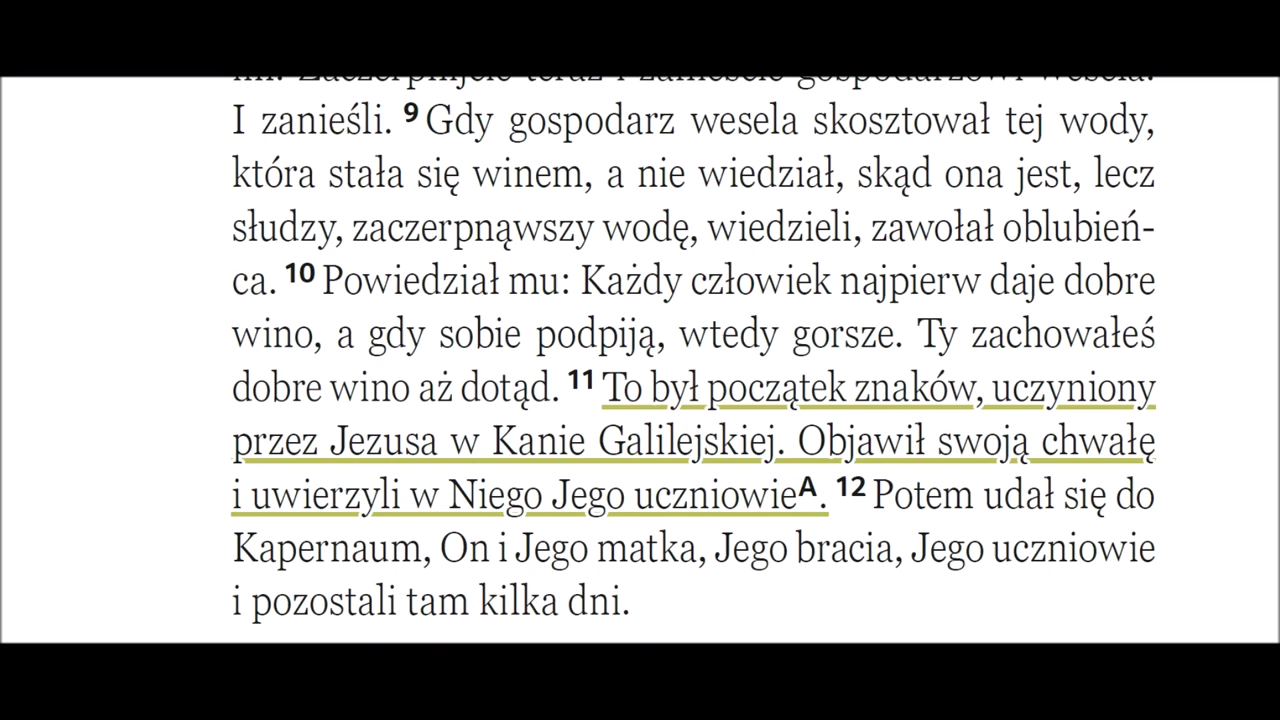 I zanieśli. 9 Gdy gospodarz wesela skosztował tej wody,
która stała się winem, a nie wiedział, skąd ona jest, lecz
słudzy, zaczerpnąwszy wodę, wiedzieli, zawołał oblubień-
ca. 10 Powiedział mu: Każdy człowiek najpierw daje dobre
wino, a gdy sobie podpiją, wtedy gorsze. Ty zachowałeś
dobre wino aż dotąd. 11 To był początek znaków, uczyniony
przez Jezusa w Kanie Galilejskiej. Objawił swoją chwałę
i uwierzyli w Niego Jego uczniowieA. 12 Potem udał się do
Kapernaum, On i Jego matka, Jego bracia, Jego uczniowie
i pozostali tam kilka dni.